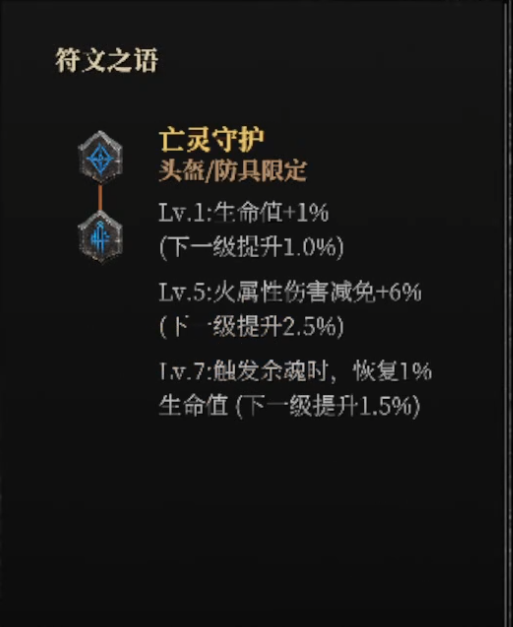 符文之语
亡灵守护
头盔/防具限定
Lv.1:生命值+1%
(下一级提升1.0%)
Lv.5:火属性伤害减免+6%
(下一级提升2.5%)
Lv.7:触发余魂时，恢复1%
生命值 (下一级提升1.5%)